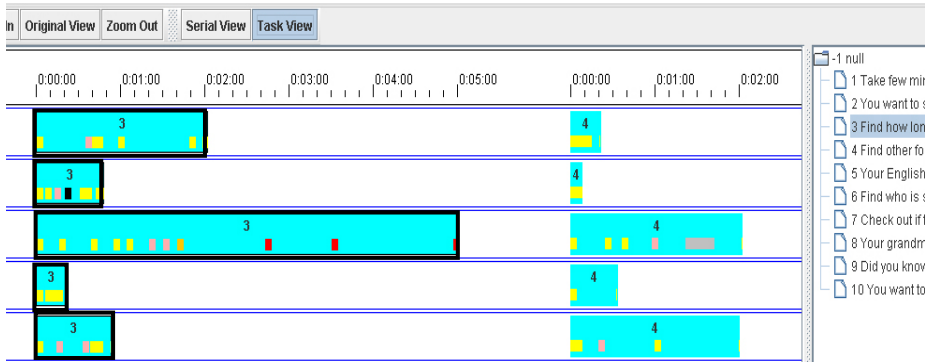 In Original View Zoom Out Serial View Task View
0:00:00 0:01:00 0:02:00 0:03:00 0:04:00 0:05:00 0:00:00 0:01:00 0:02:00
3 4
3 4
3 4
3 4
3 4
-1 null
1 Take few mi
2 You want to s
3 Find how lon
4 Find other fo
5 Your English
6 Find who is s
7 Check out if t
8 Your grandm
9 Did you know
10 You want to